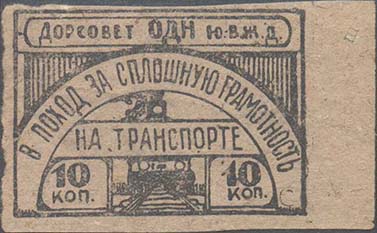 ДОРСОВЕТ ОДН Ю.-В.Ж.Д.
В ПОХОД ЗА СПЛОШНУЮ ГРАМОТНОСТЬ
НА ТРАНСПОРТЕ
10 КОП.
10 КОП.